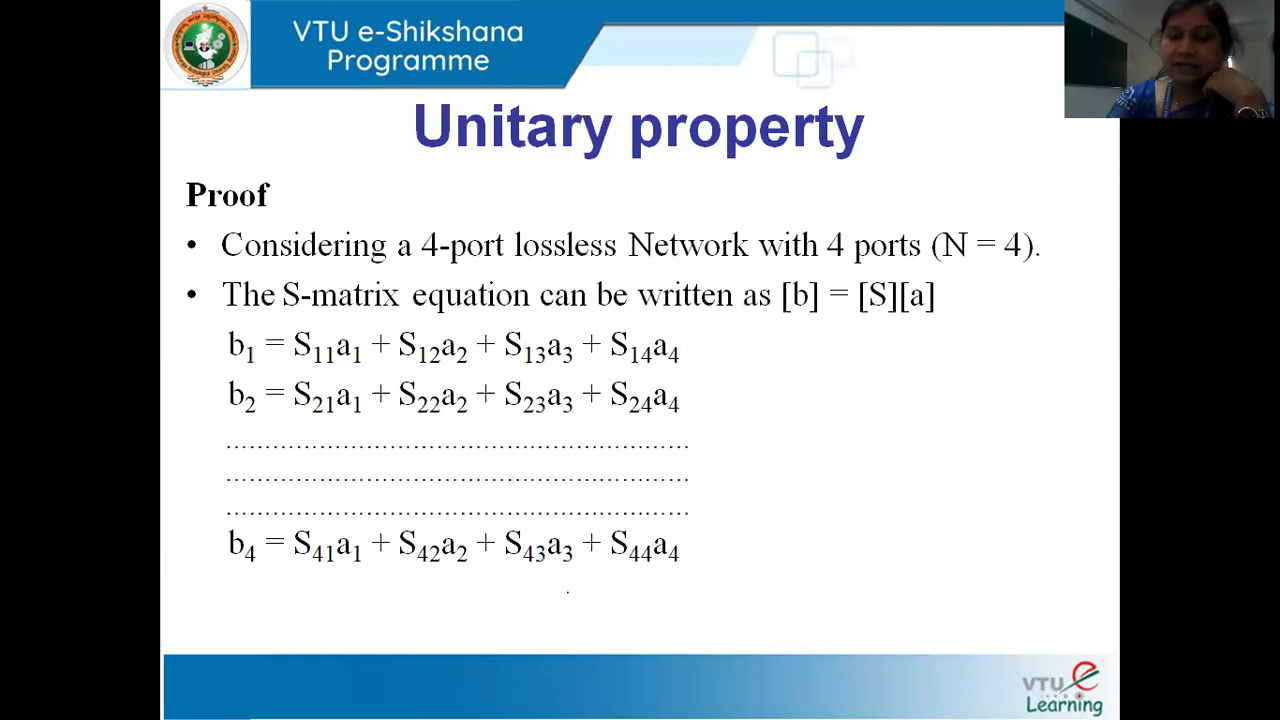 VTU e-Shikshana
Programme
Unitary property
Proof
• Considering a 4-port lossless Network with 4 ports (N = 4).
• The S-matrix equation can be written as [b] = [S][a]
b₁ = S₁₁a₁ + S₁₂a₂ + S₁₃a₃ + S₁₄a₄
b₂ = S₂₁a₁ + S₂₂a₂ + S₂₃a₃ + S₂₄a₄
............................................................
............................................................
............................................................
b₄ = S₄₁a₁ + S₄₂a₂ + S₄₃a₃ + S₄₄a₄
.
VTU e
Learning